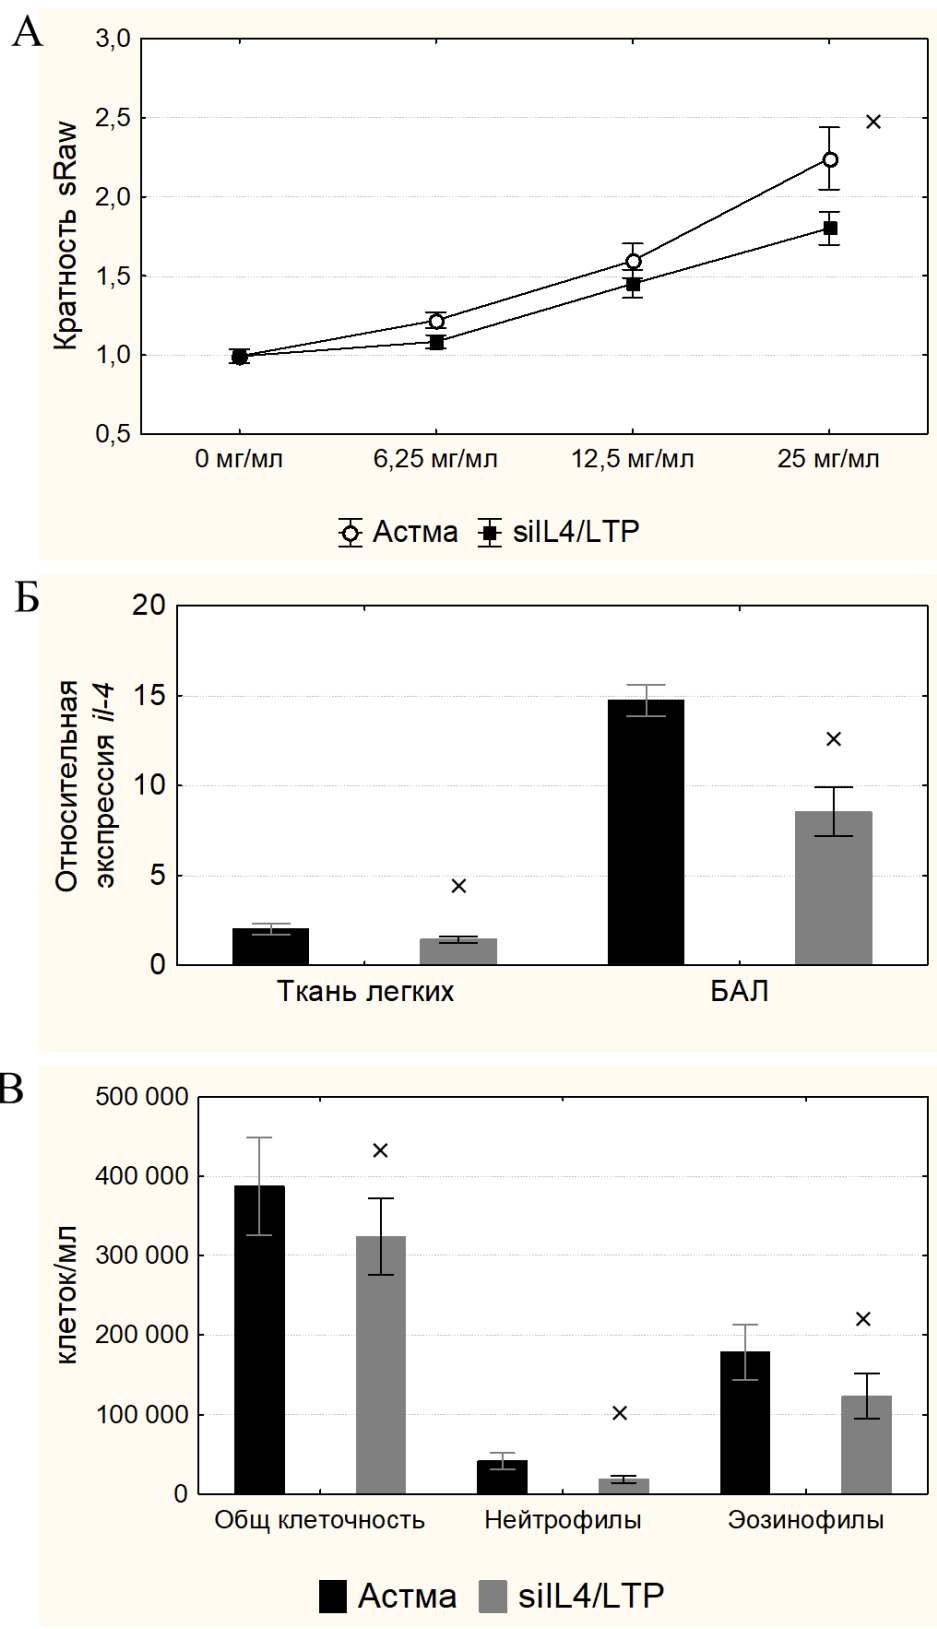 А
3,0
2,5
2,0
1,5
1,0
0,5
Кратность sRaw
×
0 мг/мл 6,25 мг/мл 12,5 мг/мл 25 мг/мл
Астма siIL4/LTP
Б
20
15
10
5
0
Относительная
экспрессия il-4
× ×
Ткань легких БАЛ
В
500 000
400 000
300 000
200 000
100 000
0
клеток/мл
× × ×
Общ клеточность Нейтрофилы Эозинофилы
Астма siIL4/LTP